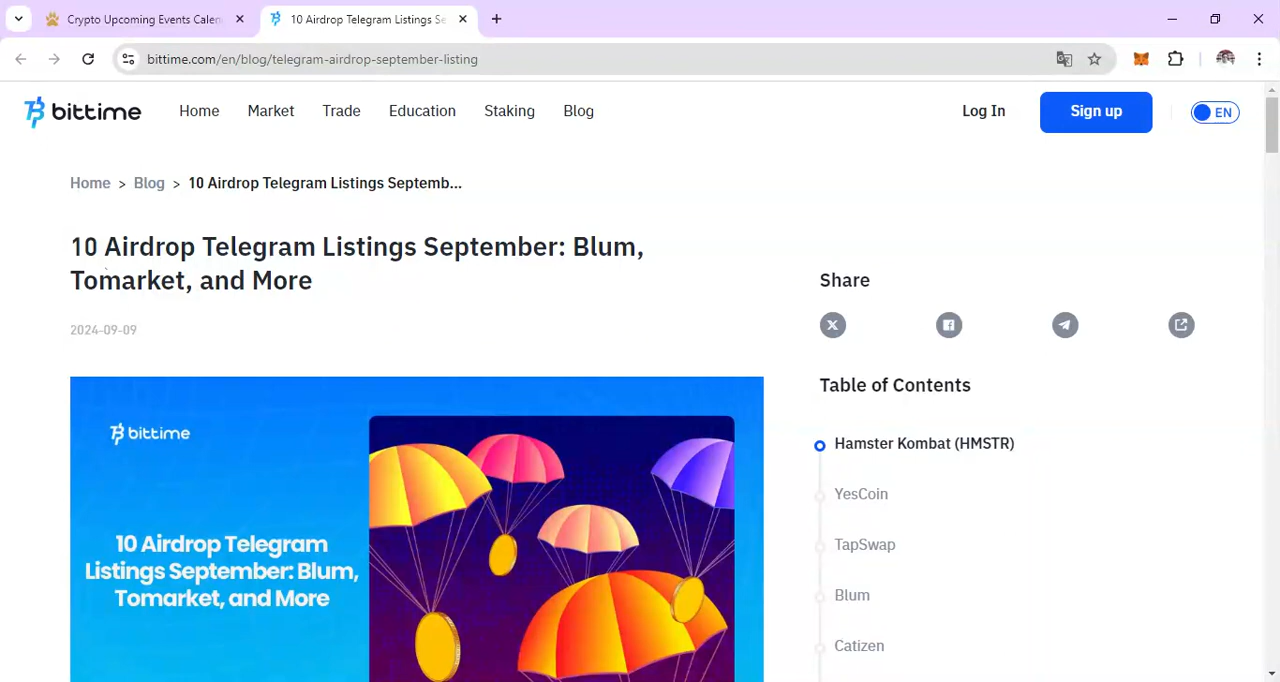 Crypto Upcoming Events Calen
10 Airdrop Telegram Listings Se
bittime.com/en/blog/telegram-airdrop-september-listing
bittime
Home
Market
Trade
Education
Staking
Blog
Log In
Sign up
EN
Home > Blog > 10 Airdrop Telegram Listings Septemb...
10 Airdrop Telegram Listings September: Blum,
Tomarket, and More
2024-09-09
bittime
10 Airdrop Telegram
Listings September: Blum,
Tomarket, and More
Share
Table of Contents
Hamster Kombat (HMSTR)
YesCoin
TapSwap
Blum
Catizen